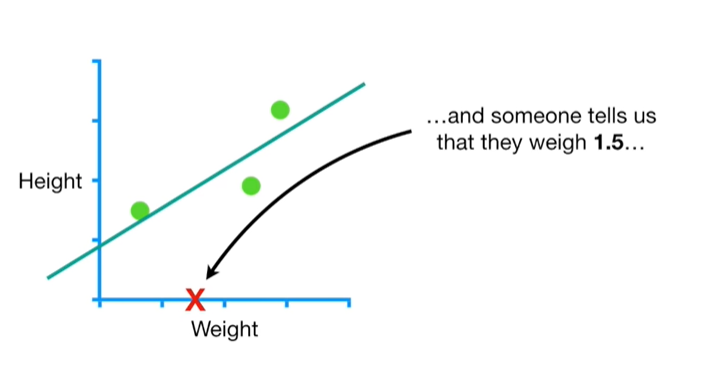 ...and someone tells us
that they weigh 1.5...
Height
X
Weight